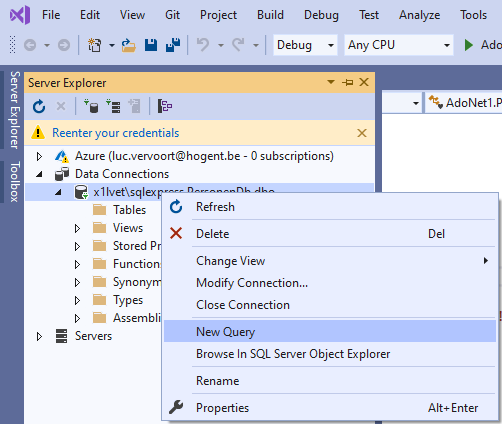 File Edit View Git Project Build Debug Test Analyze Tools
Debug Any CPU
Server Explorer
Toolbox
Server Explorer
AdoNet1.P
Reenter your credentials
Azure (luc.vervoort@hogent.be - 0 subscriptions)
Data Connections
x1lvet\sqlexpress.PersonenDb.dbo
Tables
Views
Stored Pr
Function
Synonym
Types
Assembli
Servers
Refresh
Delete Del
Change View
Modify Connection...
Close Connection
New Query
Browse In SQL Server Object Explorer
Rename
Properties Alt+Enter